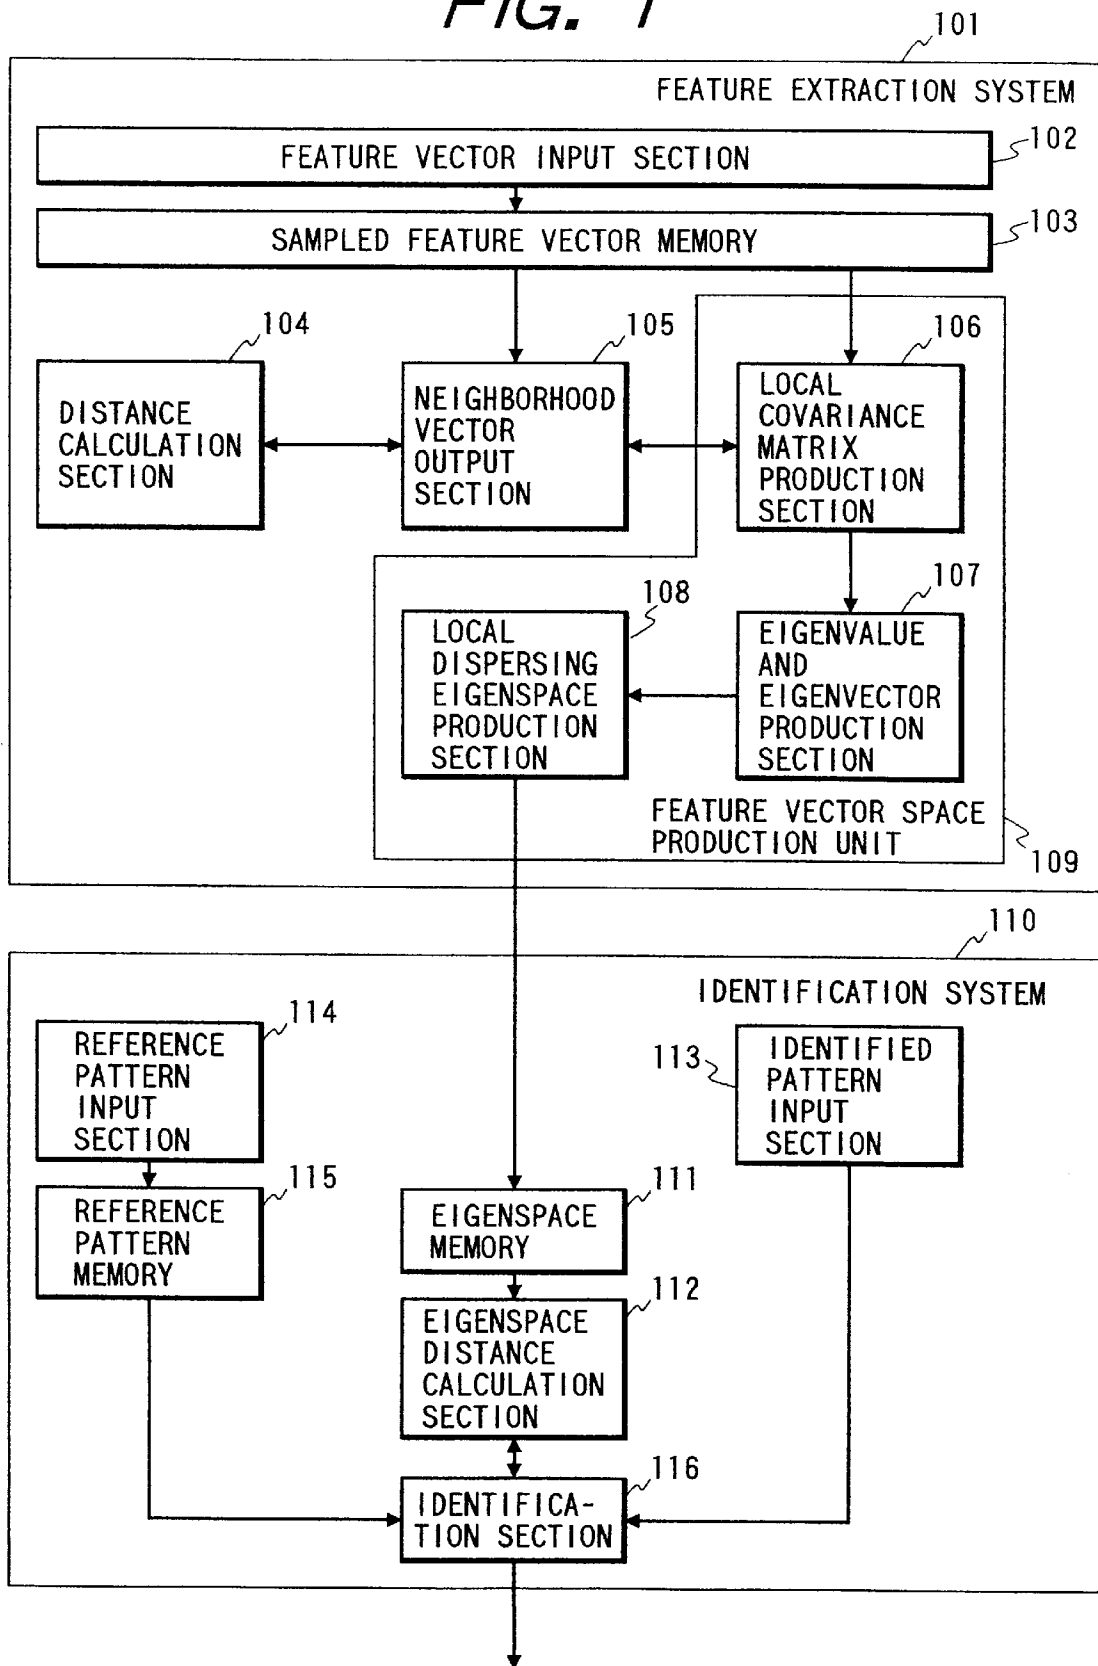 FIG. 1
101
FEATURE EXTRACTION SYSTEM
FEATURE VECTOR INPUT SECTION
102
SAMPLED FEATURE VECTOR MEMORY
103
104
105
106
DISTANCE
CALCULATION
SECTION
NEIGHBORHOOD
VECTOR
OUTPUT
SECTION
LOCAL
COVARIANCE
MATRIX
PRODUCTION
SECTION
108
107
LOCAL
DISPERSING
EIGENSPACE
PRODUCTION
SECTION
EIGENVALUE
AND
EIGENVECTOR
PRODUCTION
SECTION
FEATURE VECTOR SPACE
PRODUCTION UNIT
109
110
IDENTIFICATION SYSTEM
114
REFERENCE
PATTERN
INPUT
SECTION
113
IDENTIFIED
PATTERN
INPUT
SECTION
115
REFERENCE
PATTERN
MEMORY
111
EIGENSPACE
MEMORY
112
EIGENSPACE
DISTANCE
CALCULATION
SECTION
116
IDENTIFICA-
TION SECTION